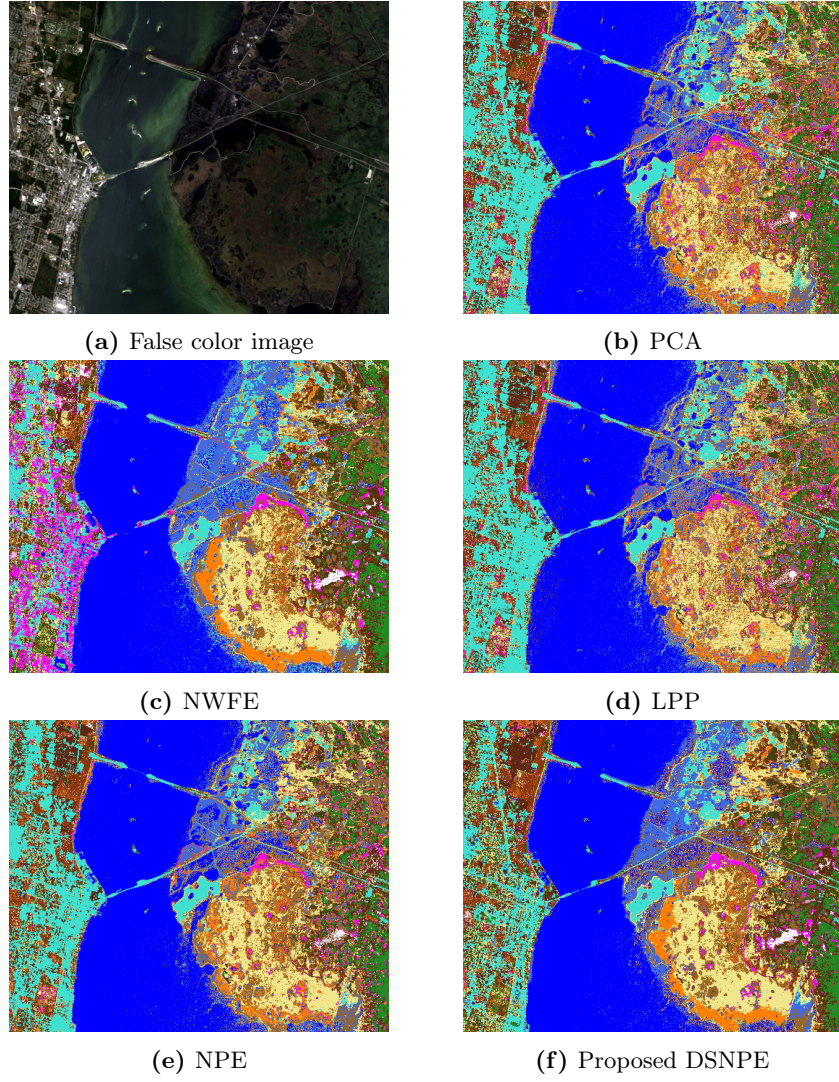 (a) False color image
(b) PCA
(c) NWFE
(d) LPP
(e) NPE
(f) Proposed DSNPE